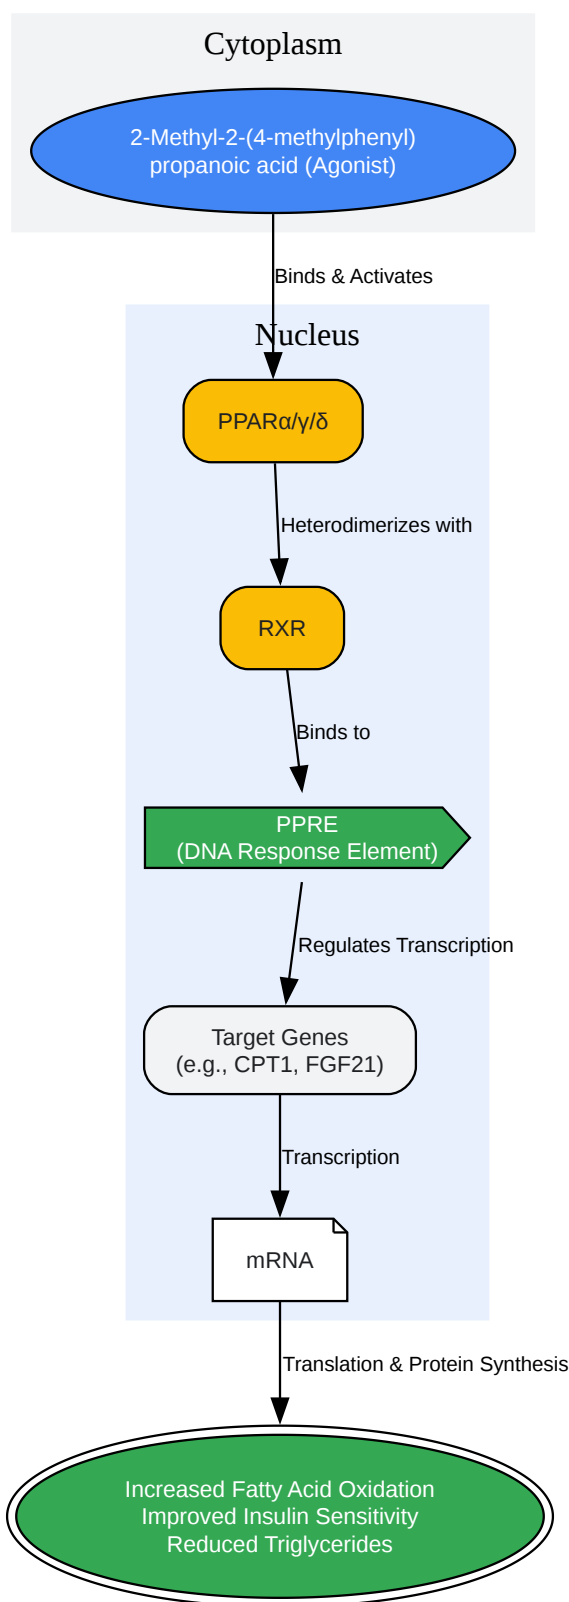 Cytoplasm
2-Methyl-2-(4-methylphenyl)
propanoic acid (Agonist)
Binds & Activates
Nucleus
PPARα/γ/δ
Heterodimerizes with
RXR
Binds to
PPRE
(DNA Response Element)
Regulates Transcription
Target Genes
(e.g., CPT1, FGF21)
Transcription
mRNA
Translation & Protein Synthesis
Increased Fatty Acid Oxidation
Improved Insulin Sensitivity
Reduced Triglycerides